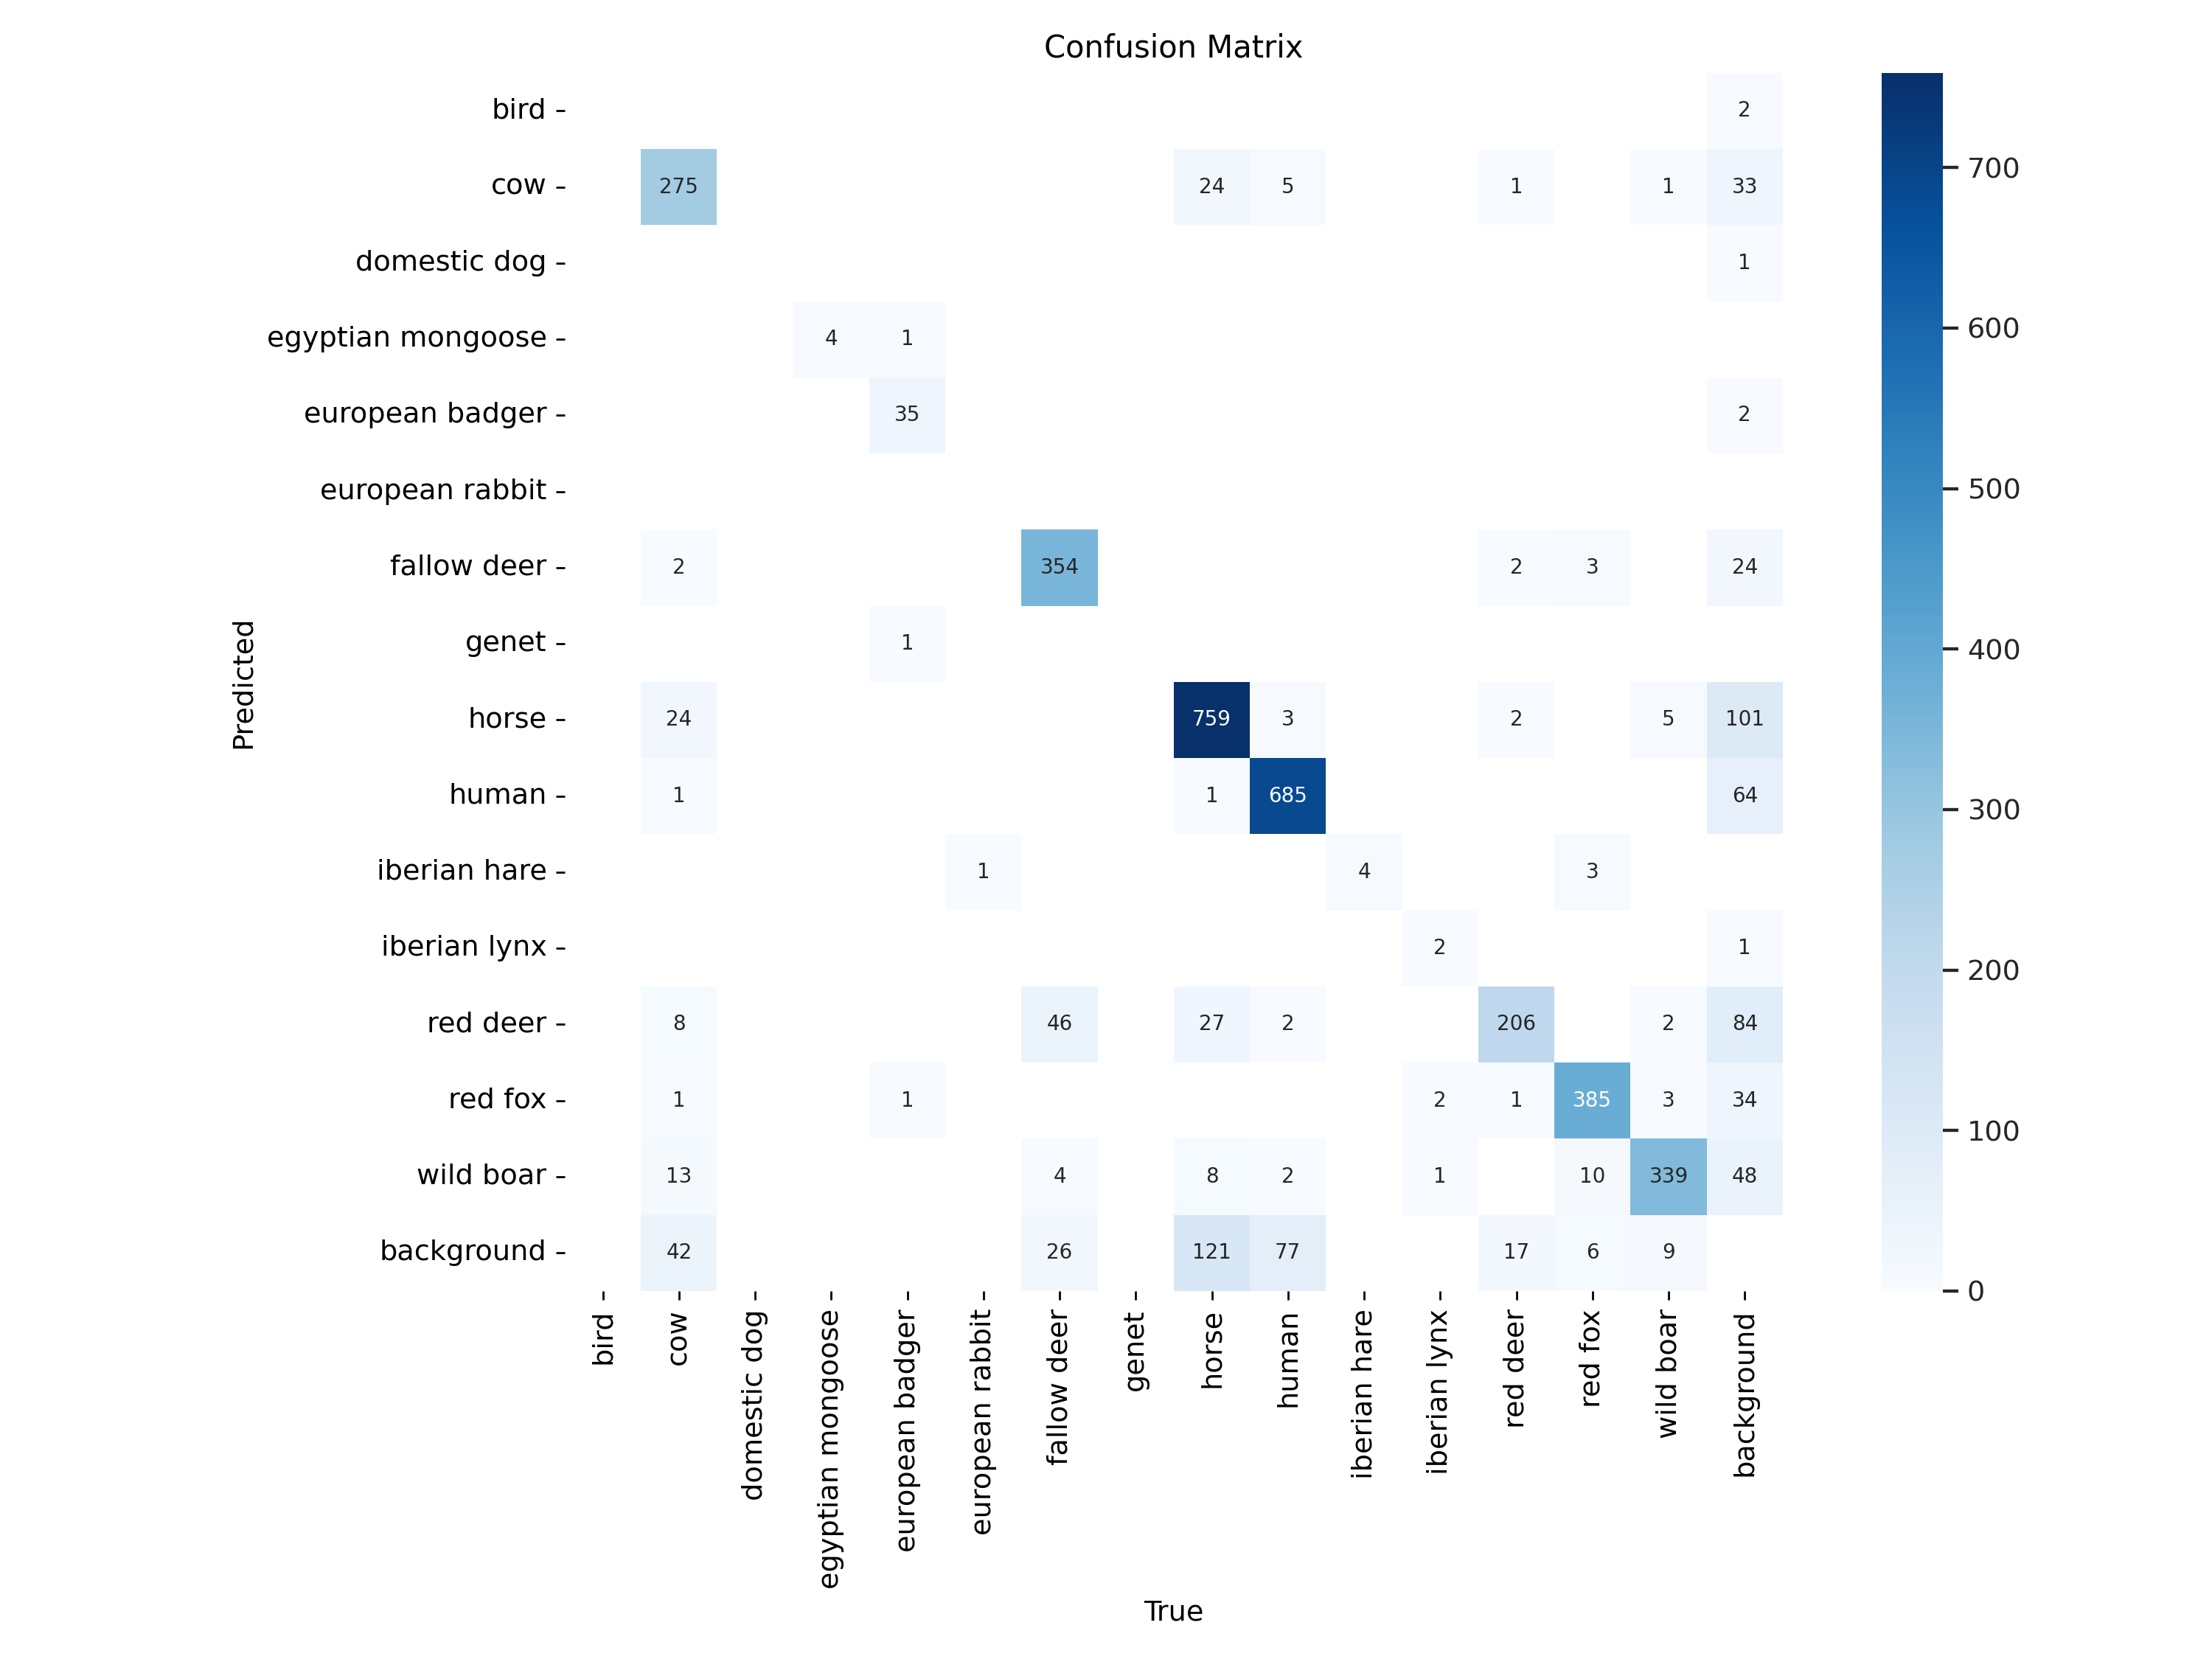 Confusion Matrix
bird 2
cow 275 24 5 1 1 33
domestic dog 1
egyptian mongoose 4 1
european badger 35 2
european rabbit
fallow deer 2 354 2 3 24
genet 1
horse 24 759 3 2 5 101
human 1 1 685 64
iberian hare 1 4 3
iberian lynx 2 1
red deer 8 46 27 2 206 2 84
red fox 1 1 2 1 385 3 34
wild boar 13 4 8 2 1 10 339 48
background 42 26 121 77 17 6 9
Predicted
bird
cow
domestic dog
egyptian mongoose
european badger
european rabbit
fallow deer
genet
horse
human
iberian hare
iberian lynx
red deer
red fox
wild boar
background
True
700
600
500
400
300
200
100
0